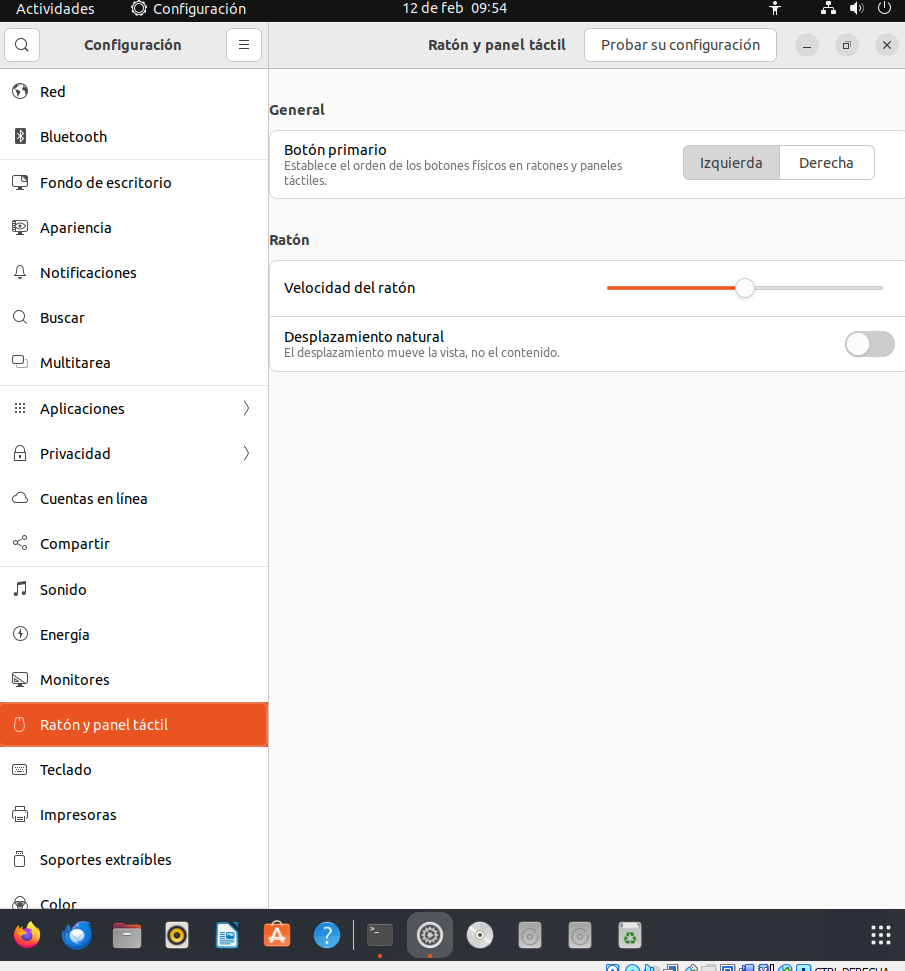 Actividades
Configuración
12 de feb 09:54
Configuración
Ratón y panel táctil
Probar su configuración
Red
Bluetooth
Fondo de escritorio
Apariencia
Notificaciones
Buscar
Multitarea
Aplicaciones
Privacidad
Cuentas en línea
Compartir
Sonido
Energía
Monitores
Ratón y panel táctil
Teclado
Impresoras
Soportes extraíbles
Color
General
Botón primario
Establece el orden de los botones físicos en ratones y paneles
táctiles.
Izquierda
Derecha
Ratón
Velocidad del ratón
Desplazamiento natural
El desplazamiento mueve la vista, no el contenido.
CTRL DERECHA